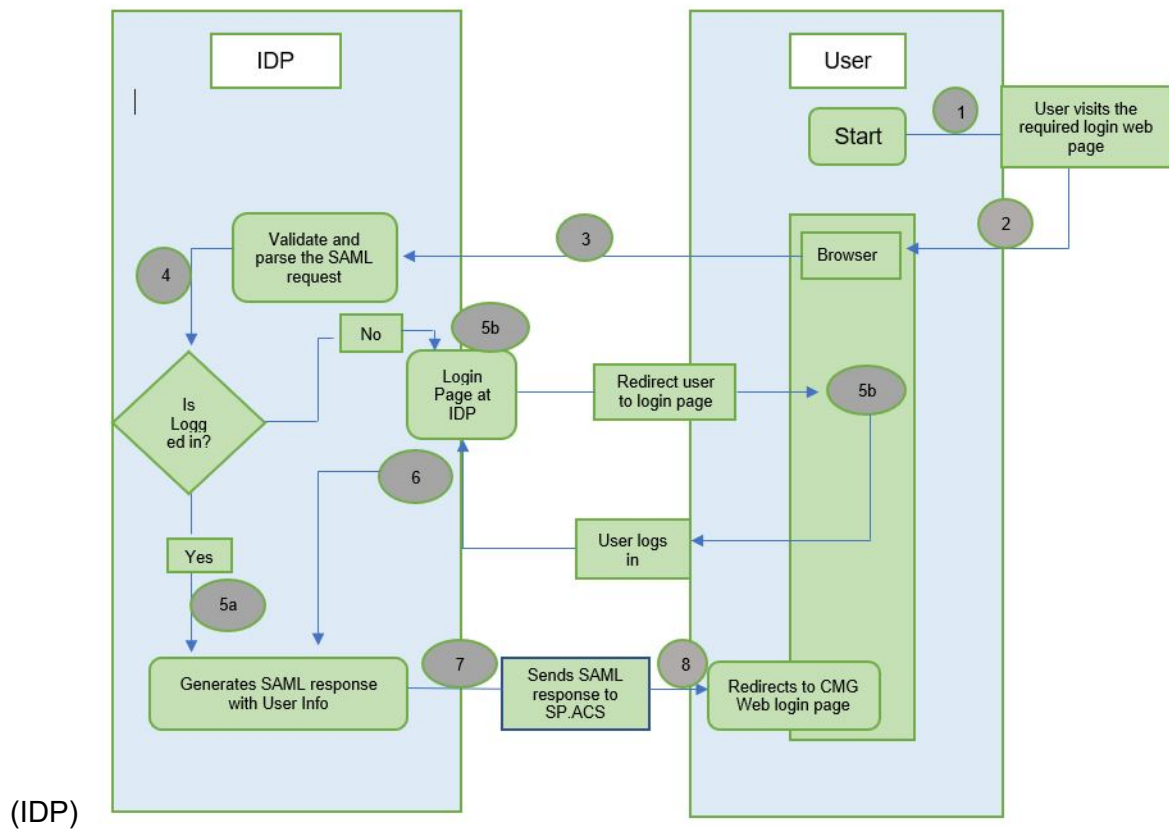 IDP
User
Start
1
User visits the
required login web
page
2
Browser
3
Validate and
parse the SAML
request
4
No
5b
Login
Page at
IDP
Redirect user
to login page
5b
Is
Logg
ed in?
6
User logs
in
Yes
5a
Generates SAML response
with User Info
7
Sends SAML
response to
SP.ACS
8
Redirects to CMG
Web login page
(IDP)